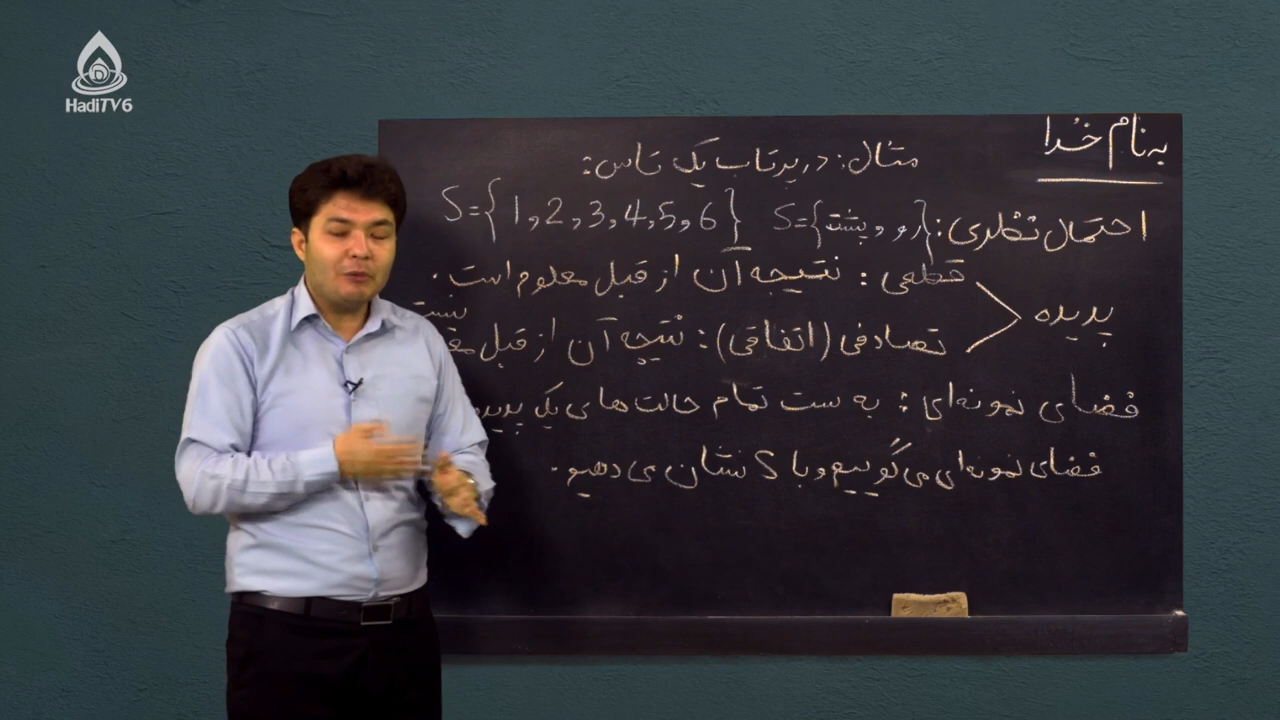 HadiTV6
به نام خدا
مثال: در پرتاب یک تاس:
احتمال تئوری: S={رو و پشت} S={1,2,3,4,5,6}
پدیده
قطعی: نتیجه آن از قبل معلوم است.
تصادفی (اتفاقی): نتیجه آن از قبل
نیست
فضای نمونه‌ای: به ست تمام حالت‌های یک
فضای نمونه‌ای می‌گوییم و با S نشان می‌دهیم.